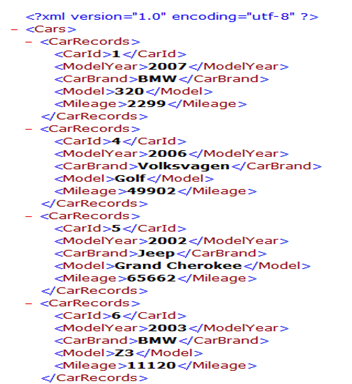 <?xml version="1.0" encoding="utf-8" ?>
- <Cars>
- <CarRecords>
<CarId>1</CarId>
<ModelYear>2007</ModelYear>
<CarBrand>BMW</CarBrand>
<Model>320</Model>
<Mileage>2299</Mileage>
</CarRecords>
- <CarRecords>
<CarId>4</CarId>
<ModelYear>2006</ModelYear>
<CarBrand>Volksvagen</CarBrand>
<Model>Golf</Model>
<Mileage>49902</Mileage>
</CarRecords>
- <CarRecords>
<CarId>5</CarId>
<ModelYear>2002</ModelYear>
<CarBrand>Jeep</CarBrand>
<Model>Grand Cherokee</Model>
<Mileage>65662</Mileage>
</CarRecords>
- <CarRecords>
<CarId>6</CarId>
<ModelYear>2003</ModelYear>
<CarBrand>BMW</CarBrand>
<Model>Z3</Model>
<Mileage>11120</Mileage>
</CarRecords>